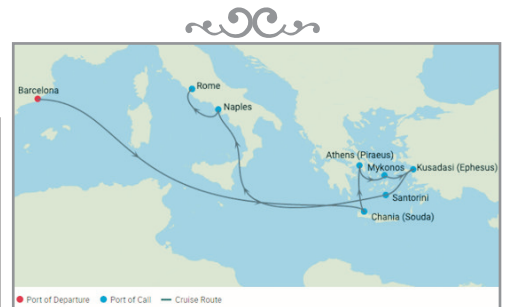 Barcelona
Rome
Naples
Athens (Piraeus)
Mykonos
Kusadasi (Ephesus)
Santorini
Chania (Souda)
Port of Departure
Port of Call
Cruise Route